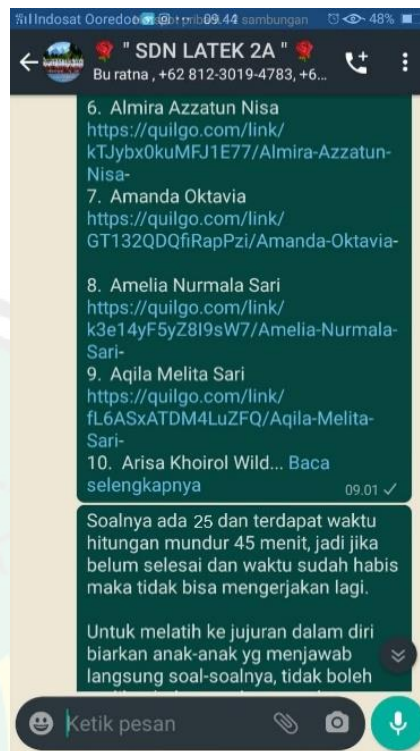 Indosat Ooredoo 09.44 sambungan 48%
" SDN LATEK 2A "
Bu ratna , +62 812-3019-4783, +6...
6. Almira Azzatun Nisa
https://quilgo.com/link/
kTJybx0kuMFJ1E77/Almira-Azzatun-
Nisa-
7. Amanda Oktavia
https://quilgo.com/link/
GT132QDQfiRapPzi/Amanda-Oktavia-
8. Amelia Nurmala Sari
https://quilgo.com/link/
k3e14yF5yZ8I9sW7/Amelia-Nurmala-
Sari-
9. Aqila Melita Sari
https://quilgo.com/link/
fL6ASxATDM4LuZFQ/Aqila-Melita-
Sari-
10. Arisa Khoirol Wild... Baca
selengkapnya 09.01
Soalnya ada 25 dan terdapat waktu
hitungan mundur 45 menit, jadi jika
belum selesai dan waktu sudah habis
maka tidak bisa mengerjakan lagi.
Untuk melatih ke jujuran dalam diri
biarkan anak-anak yg menjawab
langsung soal-soalnya, tidak boleh
Ketik pesan